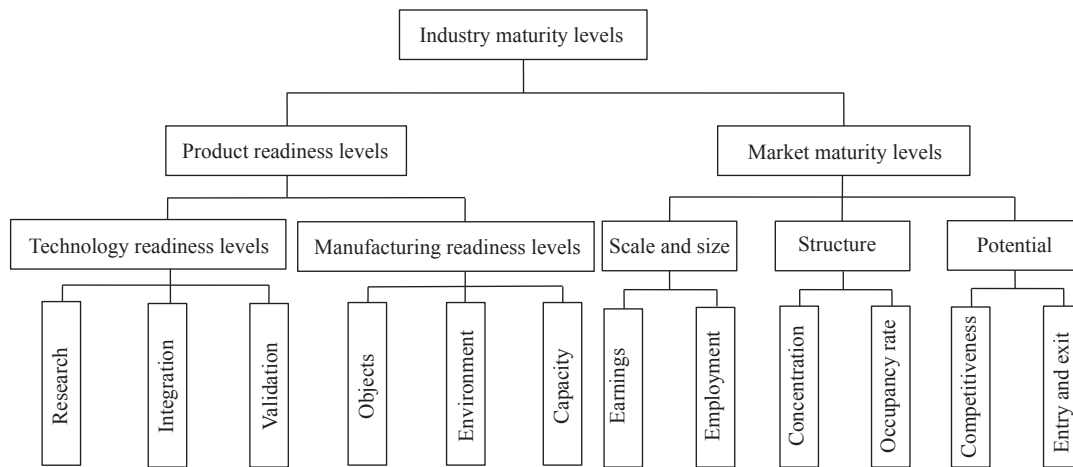 Industry maturity levels
Product readiness levels
Market maturity levels
Technology readiness levels
Manufacturing readiness levels
Scale and size
Structure
Potential
Research
Integration
Validation
Objects
Environment
Capacity
Earnings
Employment
Concentration
Occupancy rate
Competitiveness
Entry and exit